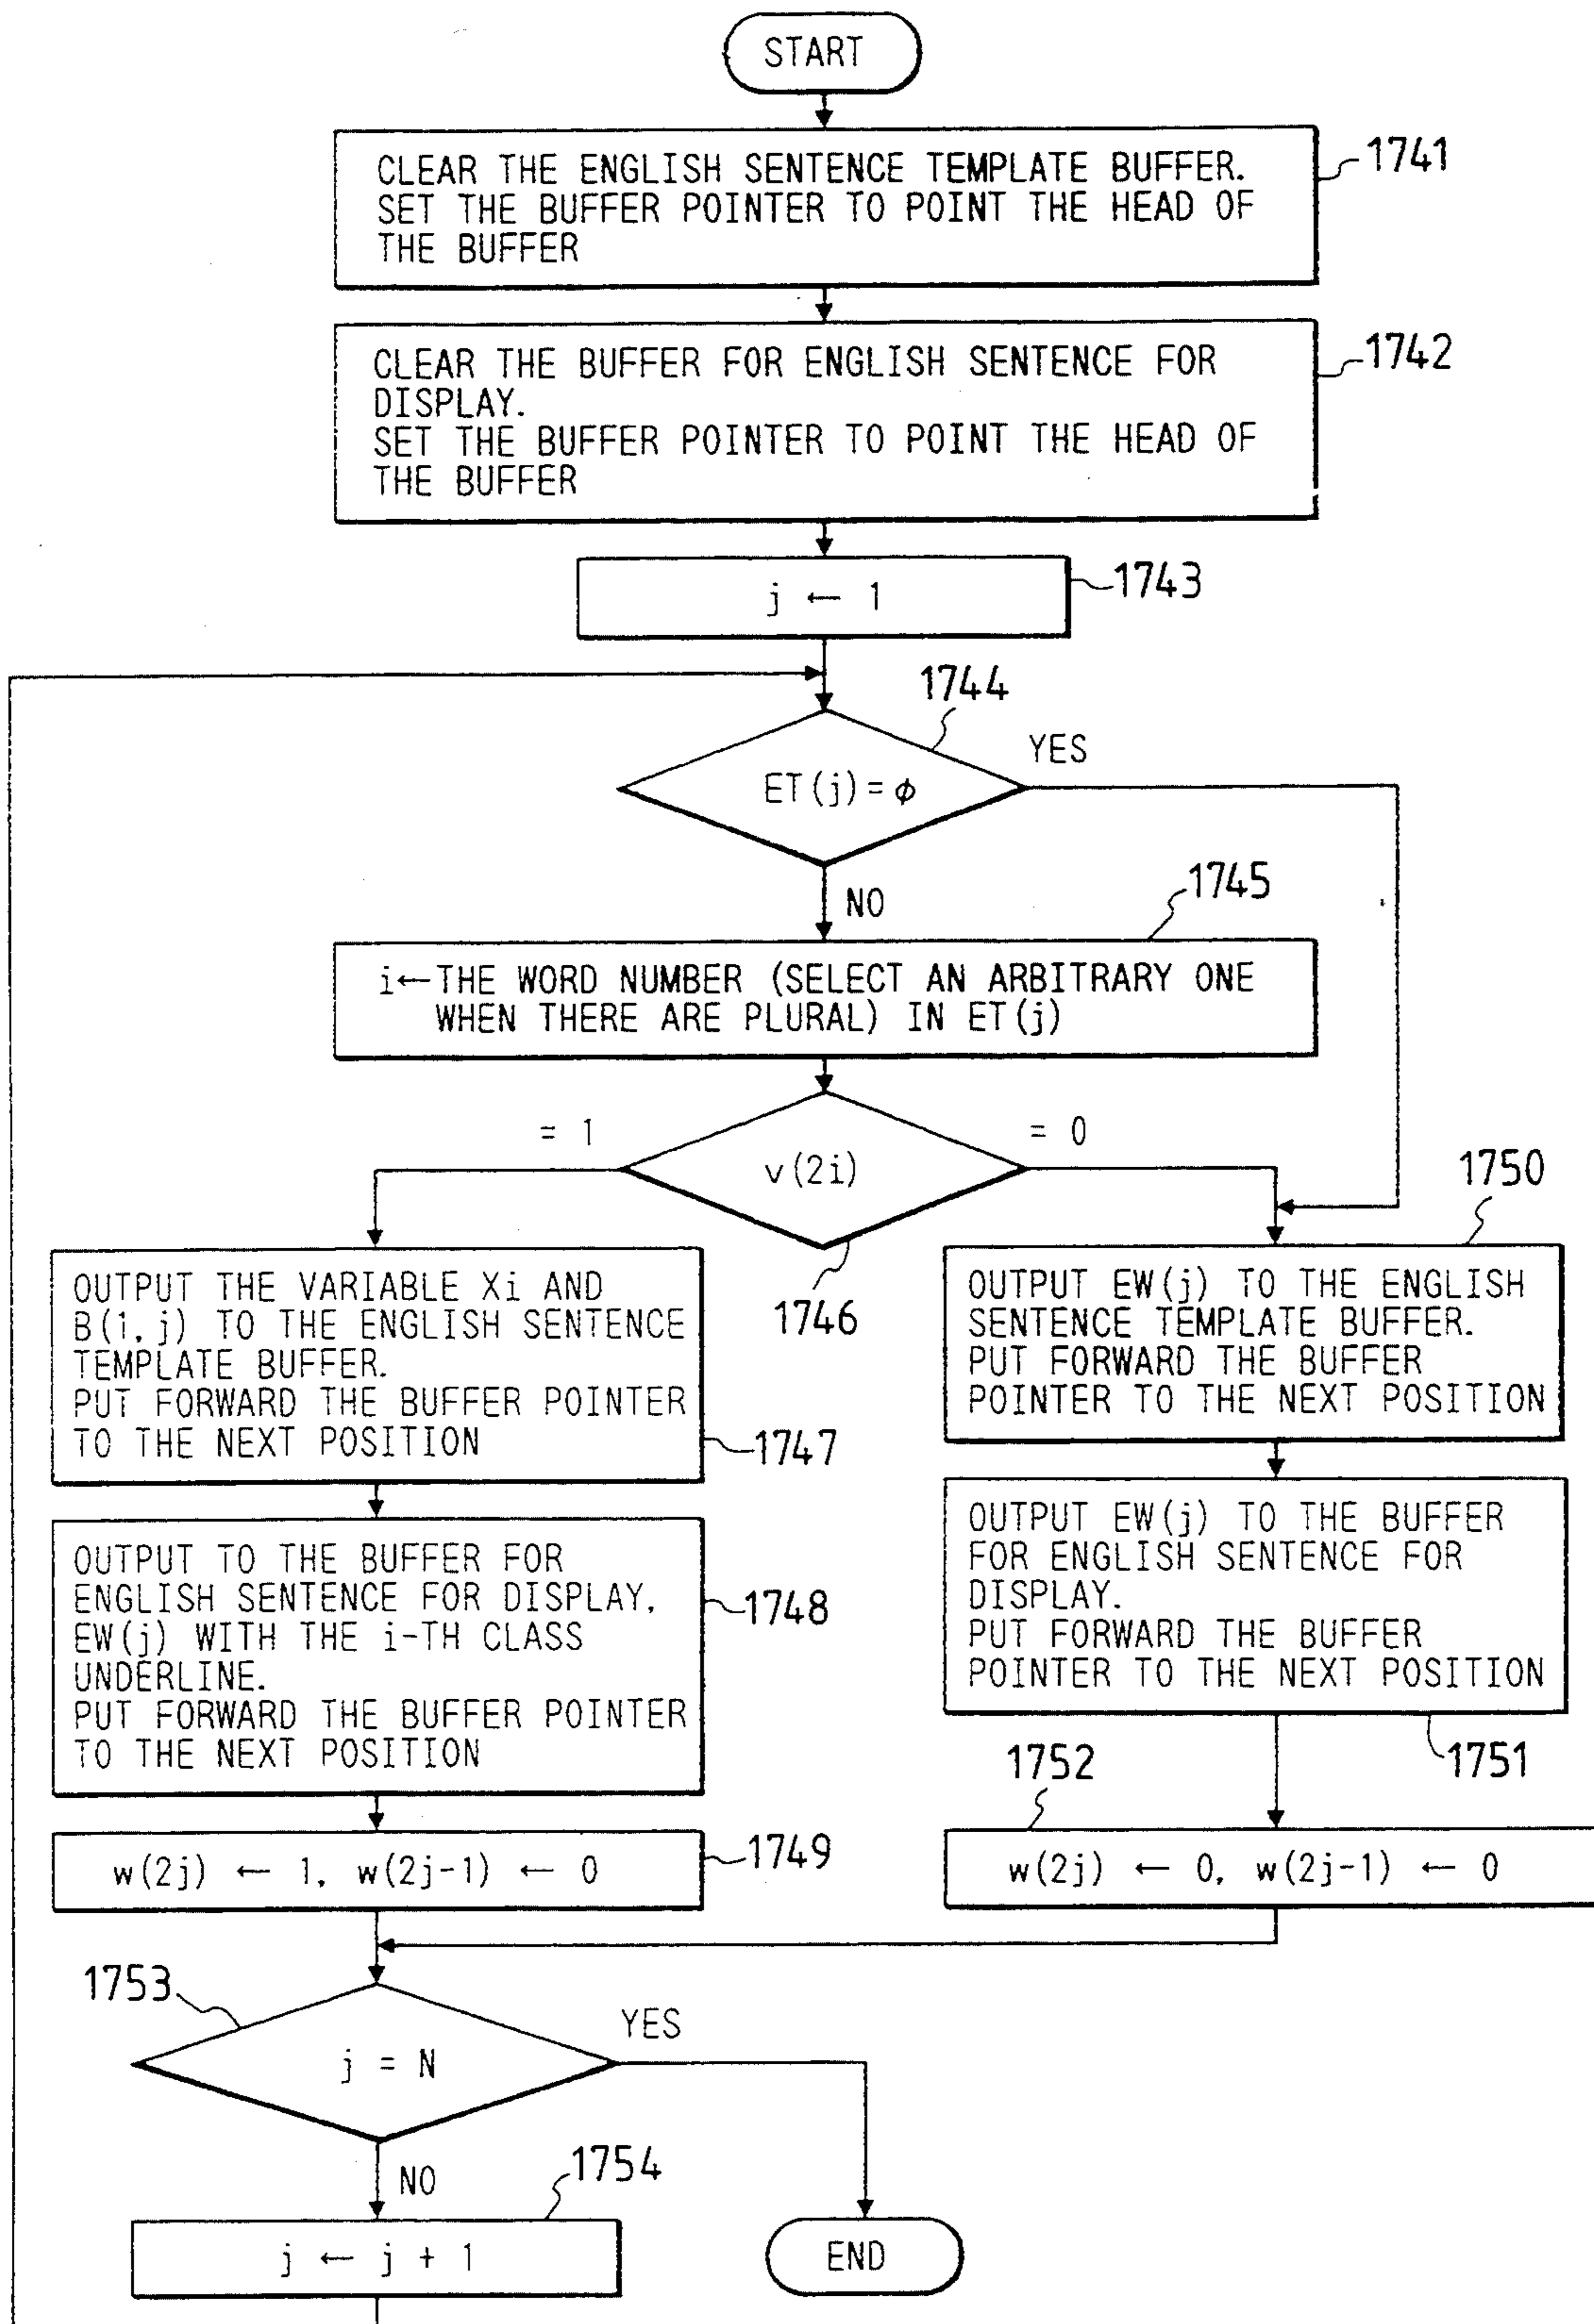 START
CLEAR THE ENGLISH SENTENCE TEMPLATE BUFFER.
SET THE BUFFER POINTER TO POINT THE HEAD OF
THE BUFFER
1741
CLEAR THE BUFFER FOR ENGLISH SENTENCE FOR
DISPLAY.
SET THE BUFFER POINTER TO POINT THE HEAD OF
THE BUFFER
1742
j ← 1
1743
1744
ET(j)=ϕ
YES
NO
1745
i←THE WORD NUMBER (SELECT AN ARBITRARY ONE
WHEN THERE ARE PLURAL) IN ET(j)
= 1
v(2i)
= 0
1746
1750
OUTPUT THE VARIABLE Xi AND
B(1,j) TO THE ENGLISH SENTENCE
TEMPLATE BUFFER.
PUT FORWARD THE BUFFER POINTER
TO THE NEXT POSITION
1747
OUTPUT EW(j) TO THE ENGLISH
SENTENCE TEMPLATE BUFFER.
PUT FORWARD THE BUFFER
POINTER TO THE NEXT POSITION
OUTPUT TO THE BUFFER FOR
ENGLISH SENTENCE FOR DISPLAY,
EW(j) WITH THE i-TH CLASS
UNDERLINE.
PUT FORWARD THE BUFFER POINTER
TO THE NEXT POSITION
1748
OUTPUT EW(j) TO THE BUFFER
FOR ENGLISH SENTENCE FOR
DISPLAY.
PUT FORWARD THE BUFFER
POINTER TO THE NEXT POSITION
1751
1752
w(2j) ← 1, w(2j-1) ← 0
1749
w(2j) ← 0, w(2j-1) ← 0
1753
j = N
YES
NO
1754
j ← j + 1
END